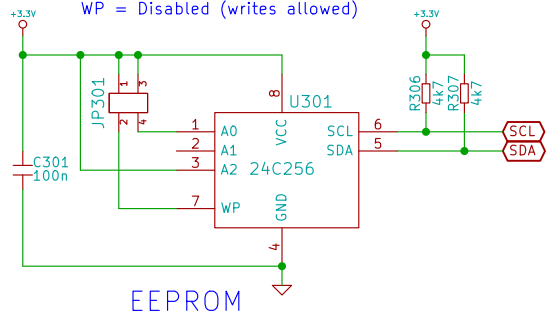 WP = Disabled (writes allowed)
+3.3V
+3.3V
JP301
1
3
2
4
R306
4k7
R307
4k7
8
U301
VCC
1
A0
2
A1
3
A2
24C256
SCL
6
SDA
5
SCL
SDA
C301
100n
7
WP
GND
4
EEPROM